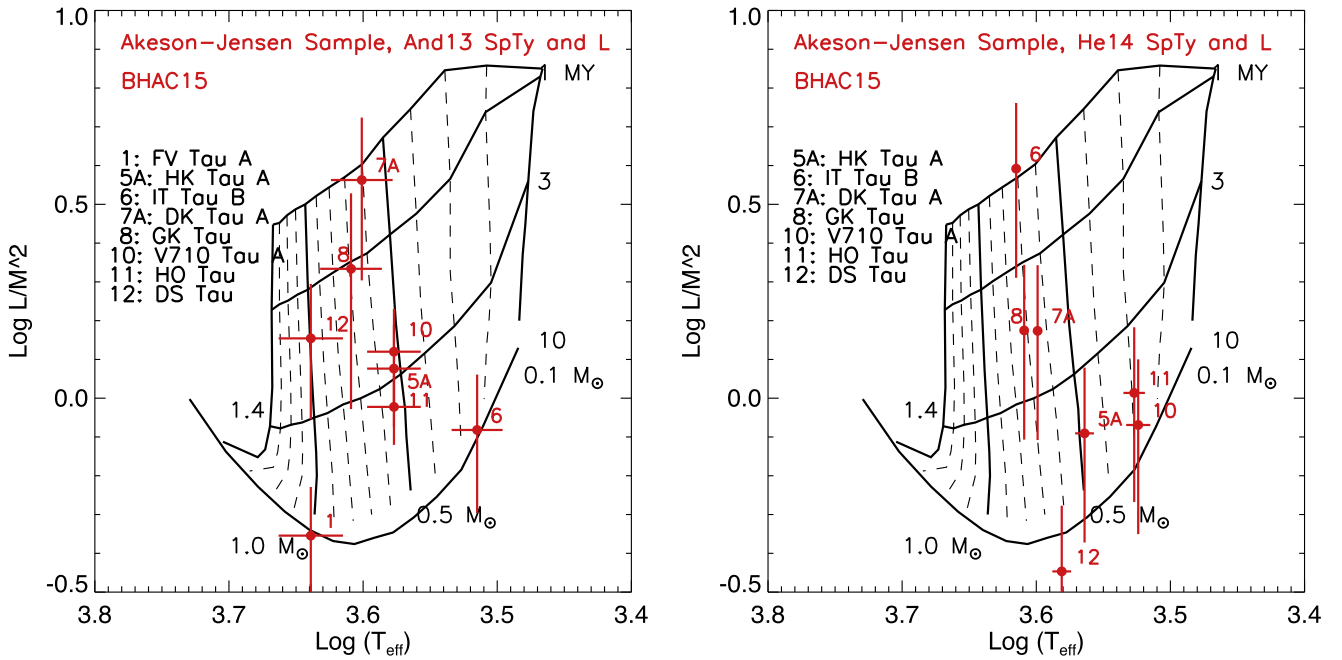 Akeson-Jensen Sample, And13 SpTy and L
BHAC15
1 MY
1: FV Tau A
5A: HK Tau A
6: IT Tau B
7A: DK Tau A
8: GK Tau
10: V710 Tau A
11: HO Tau
12: DS Tau
7A
8
12
10
5A
11
6
1
3
10
0.1 M⊙
1.4
0.5 M⊙
1.0 M⊙
1.0
0.5
0.0
-0.5
Log L/M^2
3.8
3.7
3.6
3.5
3.4
Log (Teff)
Akeson-Jensen Sample, He14 SpTy and L
BHAC15
1 MY
5A: HK Tau A
6: IT Tau B
7A: DK Tau A
8: GK Tau
10: V710 Tau A
11: HO Tau
12: DS Tau
6
8
7A
11
10
5A
12
3
10
0.1 M⊙
1.4
0.5 M⊙
1.0 M⊙
1.0
0.5
0.0
-0.5
Log L/M^2
3.8
3.7
3.6
3.5
3.4
Log (Teff)